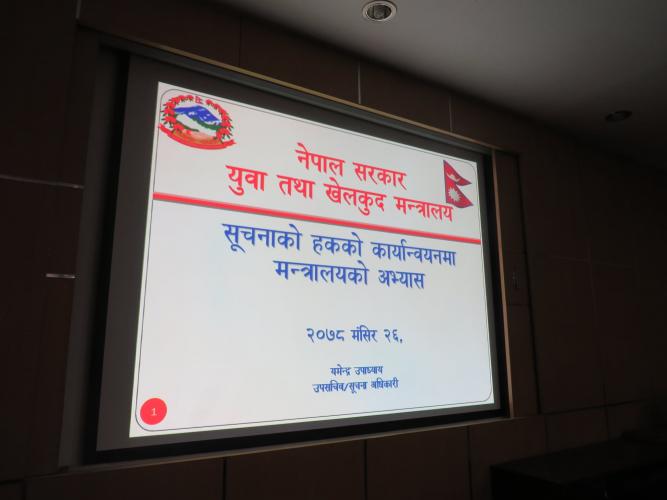 नेपाल सरकार
युवा तथा खेलकुद मन्त्रालय
सूचनाको हकको कार्यान्वयनमा
मन्त्रालयको अभ्यास
२०७८ मंसिर २६,
यमेन्द्र उपाध्याय
उपसचिव/सूचना अधिकारी
1